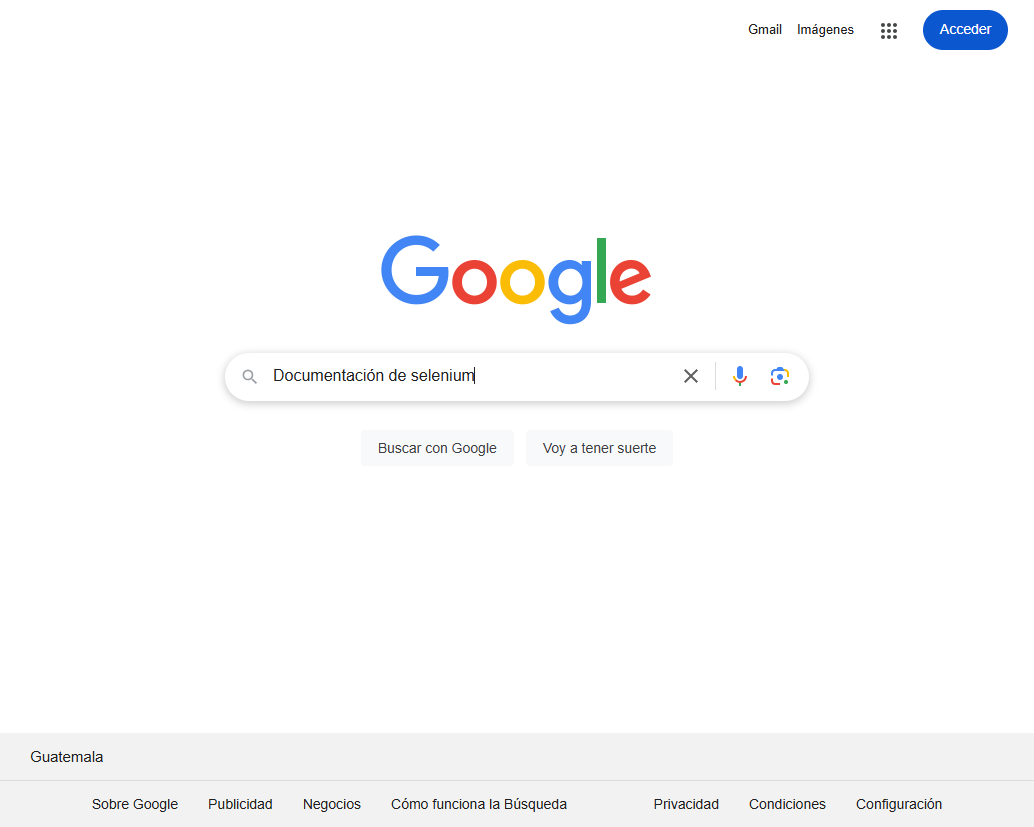 Gmail Imágenes Acceder
Google
Documentación de selenium
Buscar con Google Voy a tener suerte
Guatemala
Sobre Google Publicidad Negocios Cómo funciona la Búsqueda Privacidad Condiciones Configuración